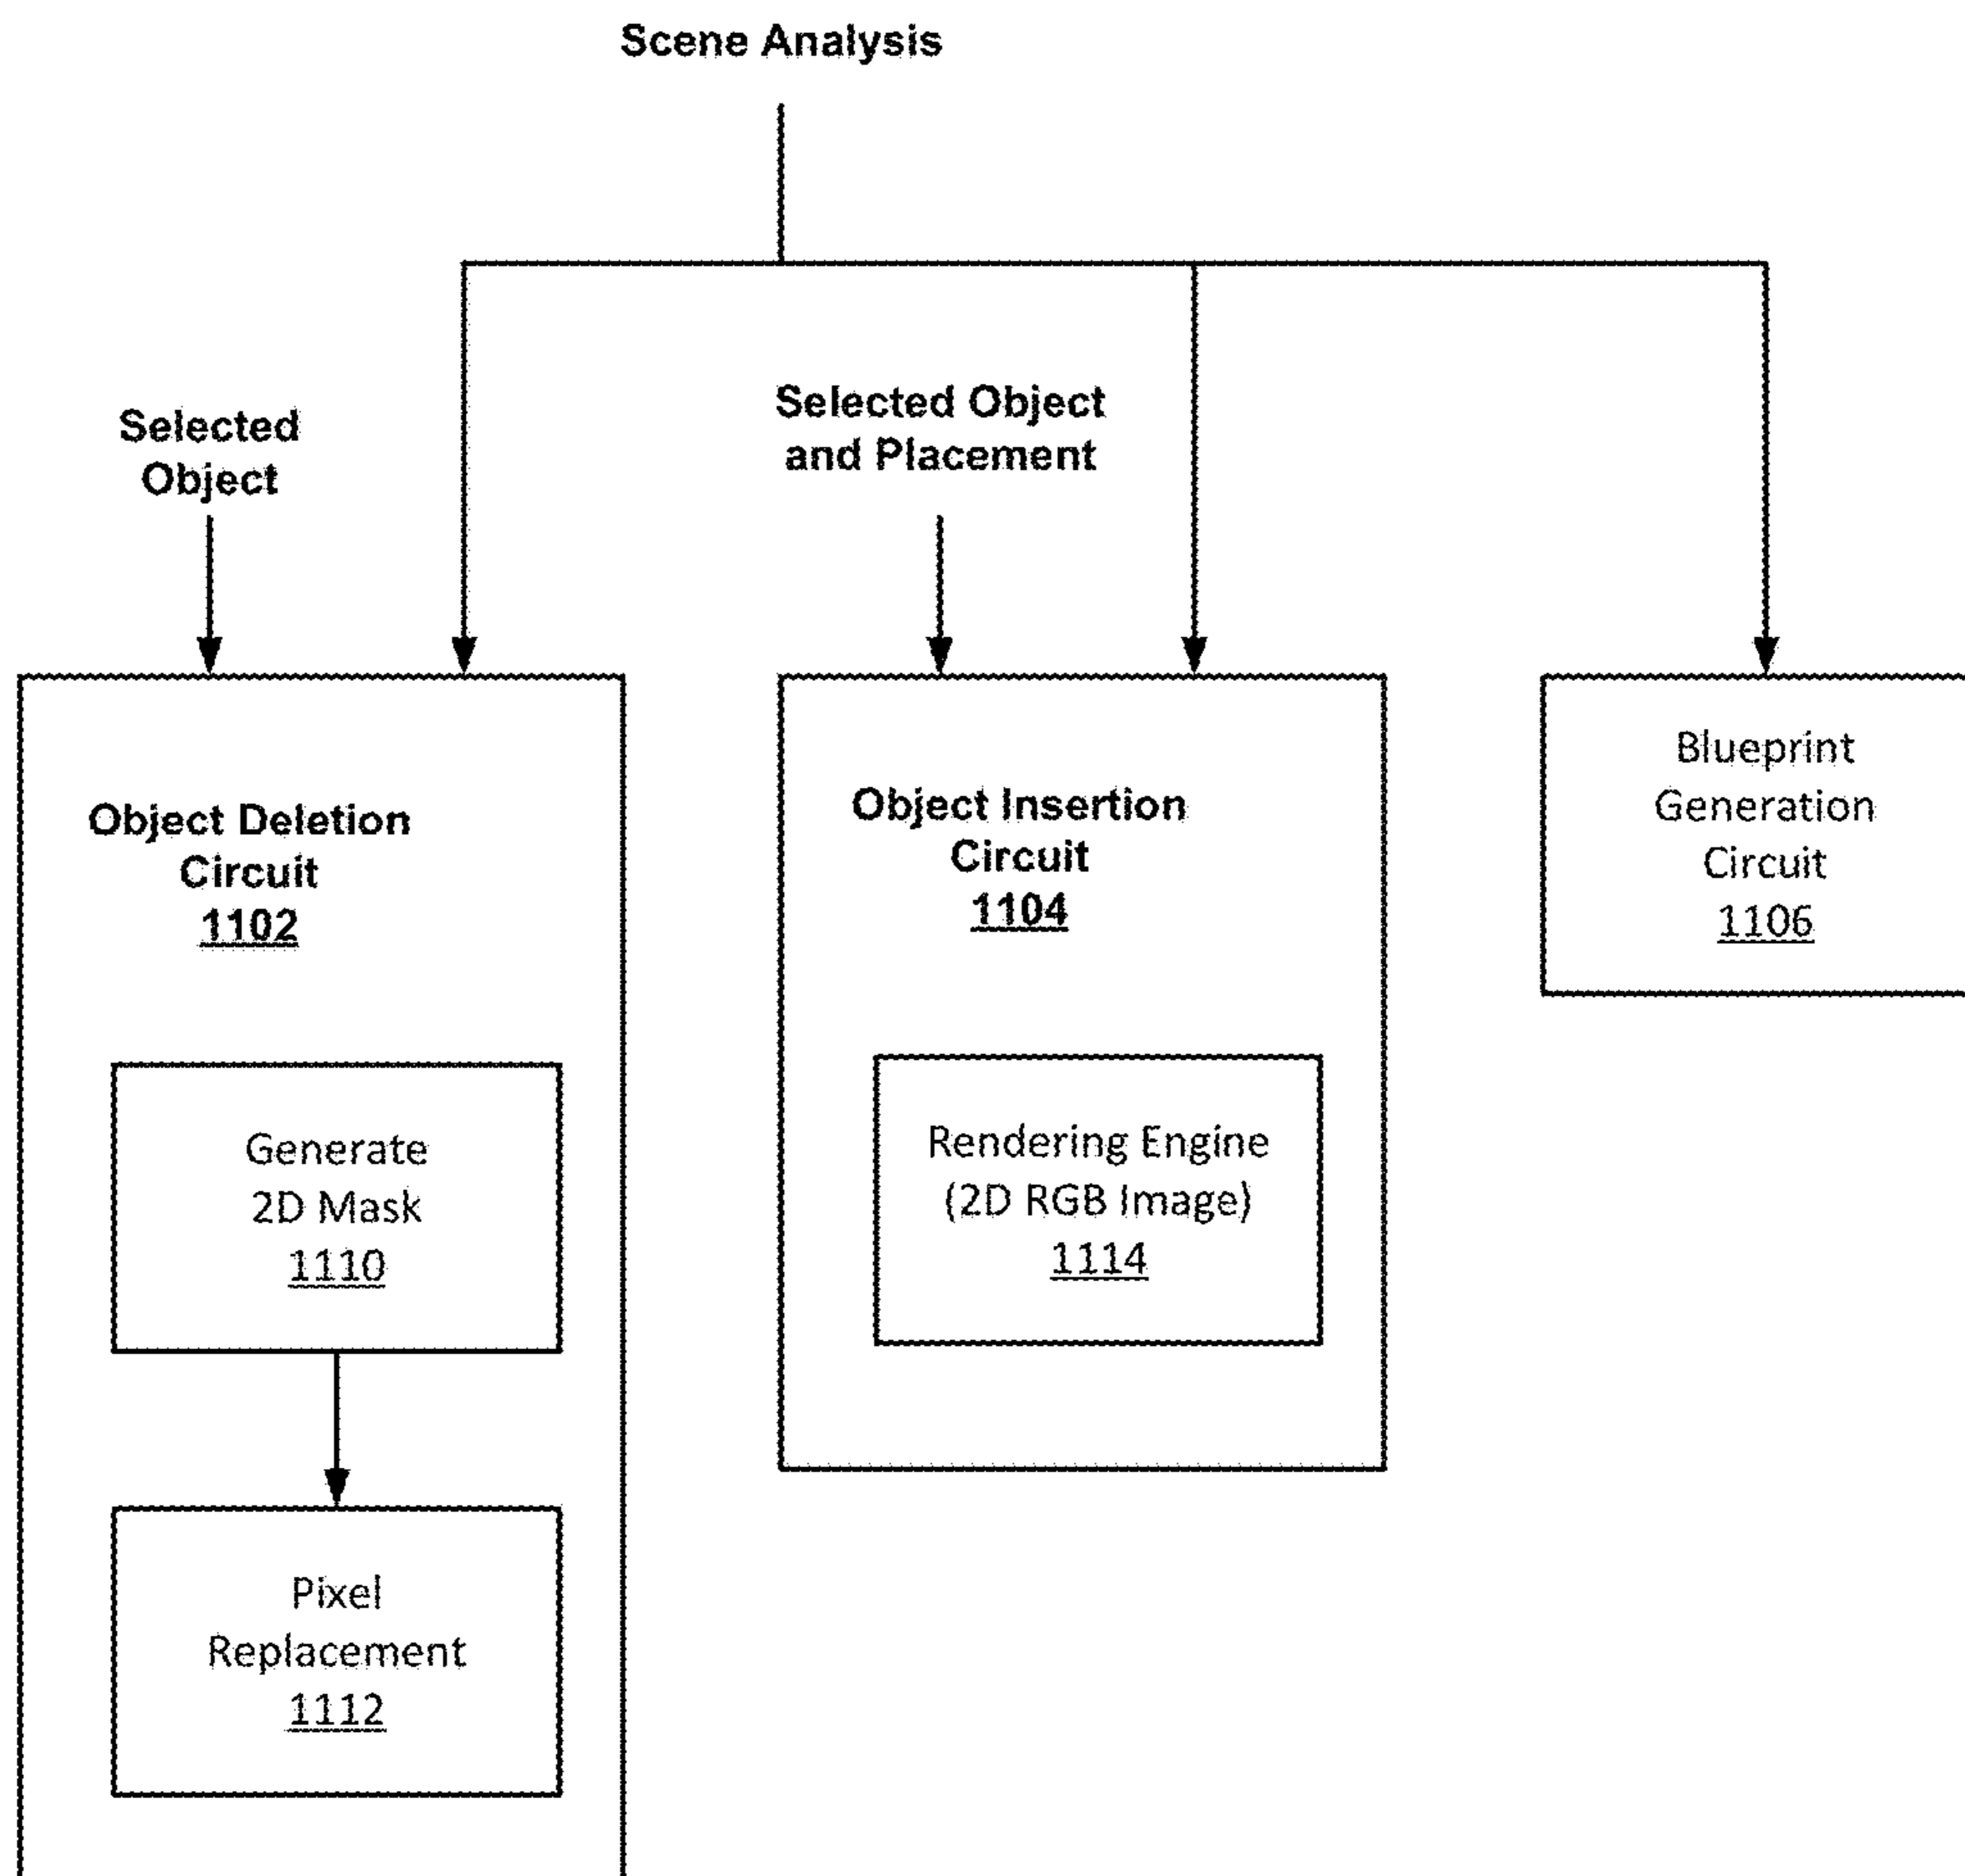 Scene Analysis
Selected
Object
Selected Object
and Placement
Object Deletion
Circuit
1102
Generate
2D Mask
1110
Pixel
Replacement
1112
Object Insertion
Circuit
1104
Rendering Engine
(2D RGB Image)
1114
Blueprint
Generation
Circuit
1106